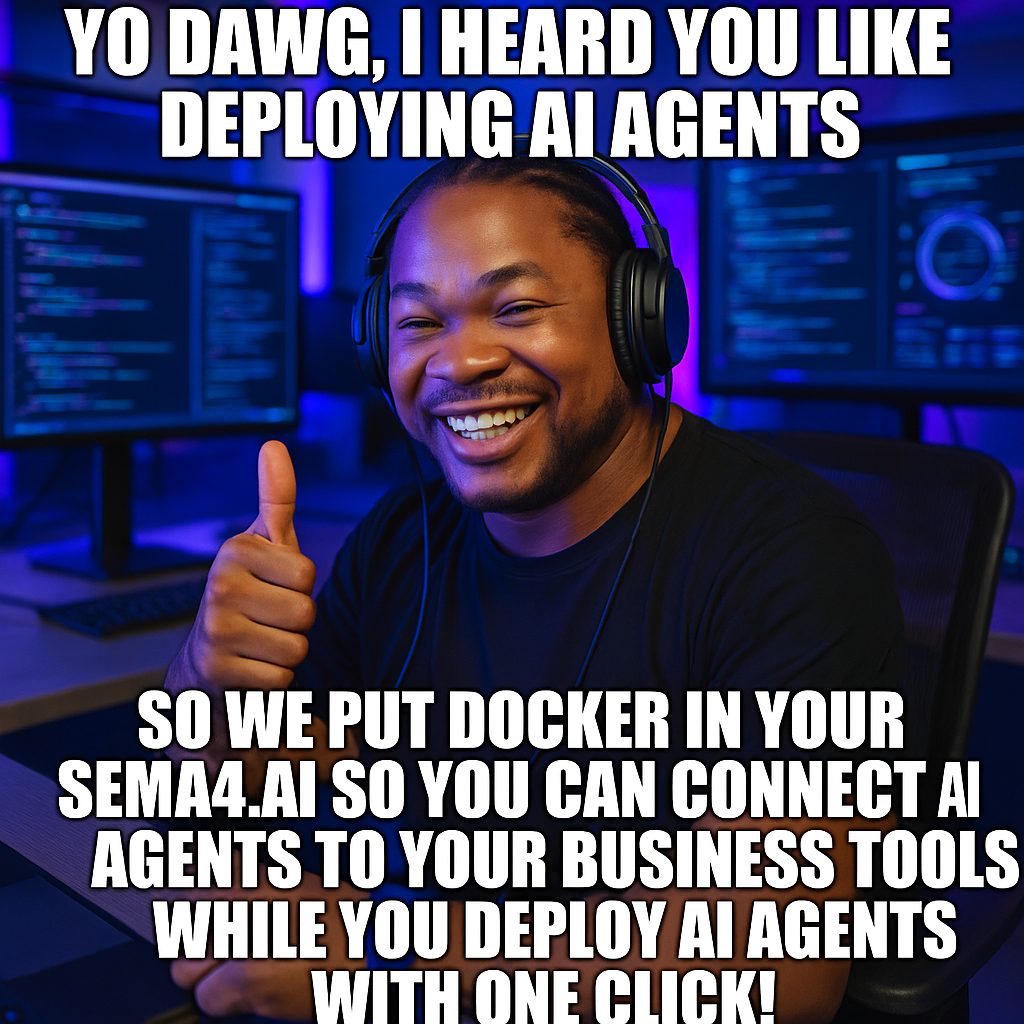 YO DAWG, I HEARD YOU LIKE
DEPLOYING AI AGENTS
SO WE PUT DOCKER IN YOUR
SEMA4.AI SO YOU CAN CONNECT AI
AGENTS TO YOUR BUSINESS TOOLS
WHILE YOU DEPLOY AI AGENTS
WITH ONE CLICK!